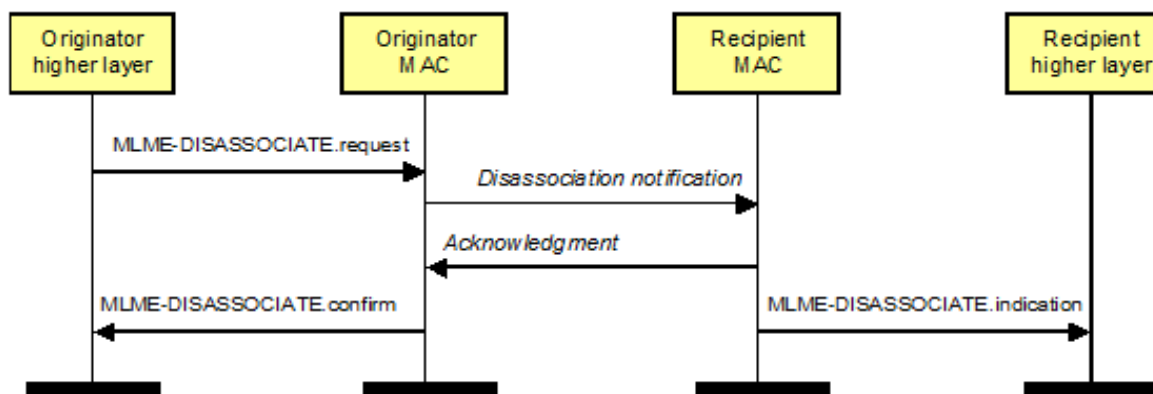 Originator
higher layer
Originator
MAC
Recipient
MAC
Recipient
higher layer
MLME-DISASSOCIATE.request
Disassociation notification
Acknowledgment
MLME-DISASSOCIATE.confirm
MLME-DISASSOCIATE.indication